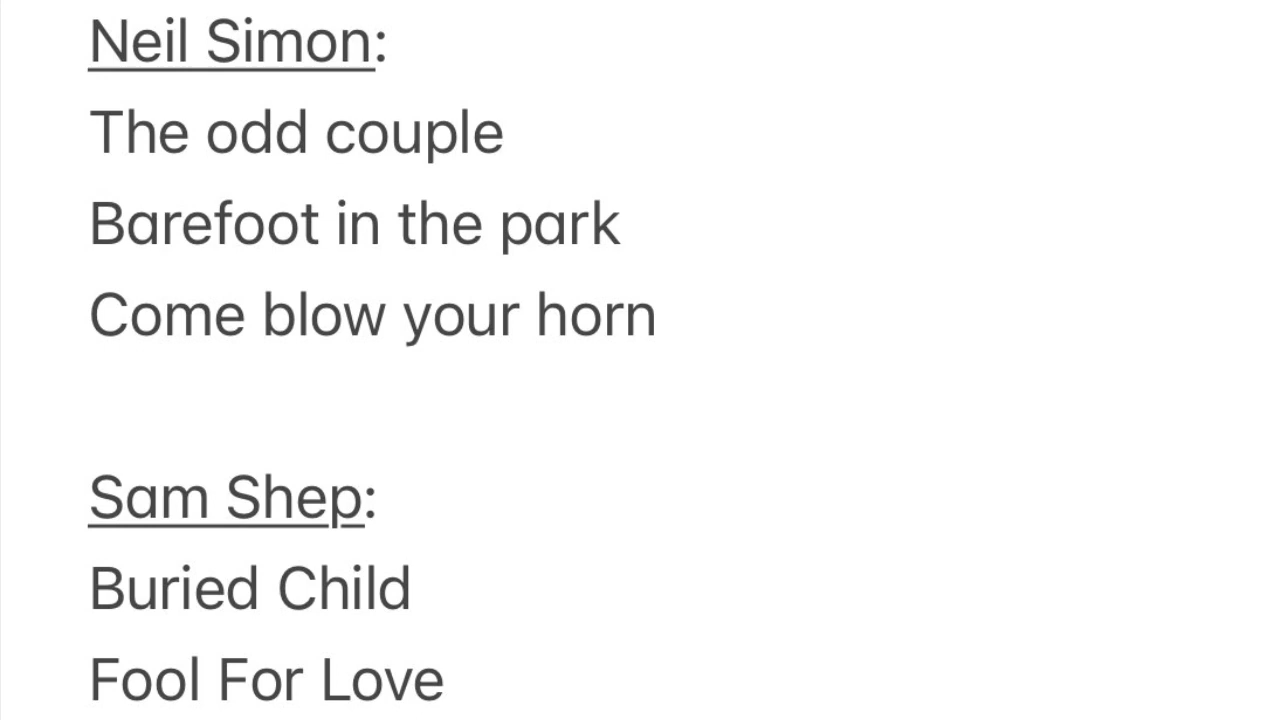 Neil Simon:
The odd couple
Barefoot in the park
Come blow your horn
Sam Shep:
Buried Child
Fool For Love